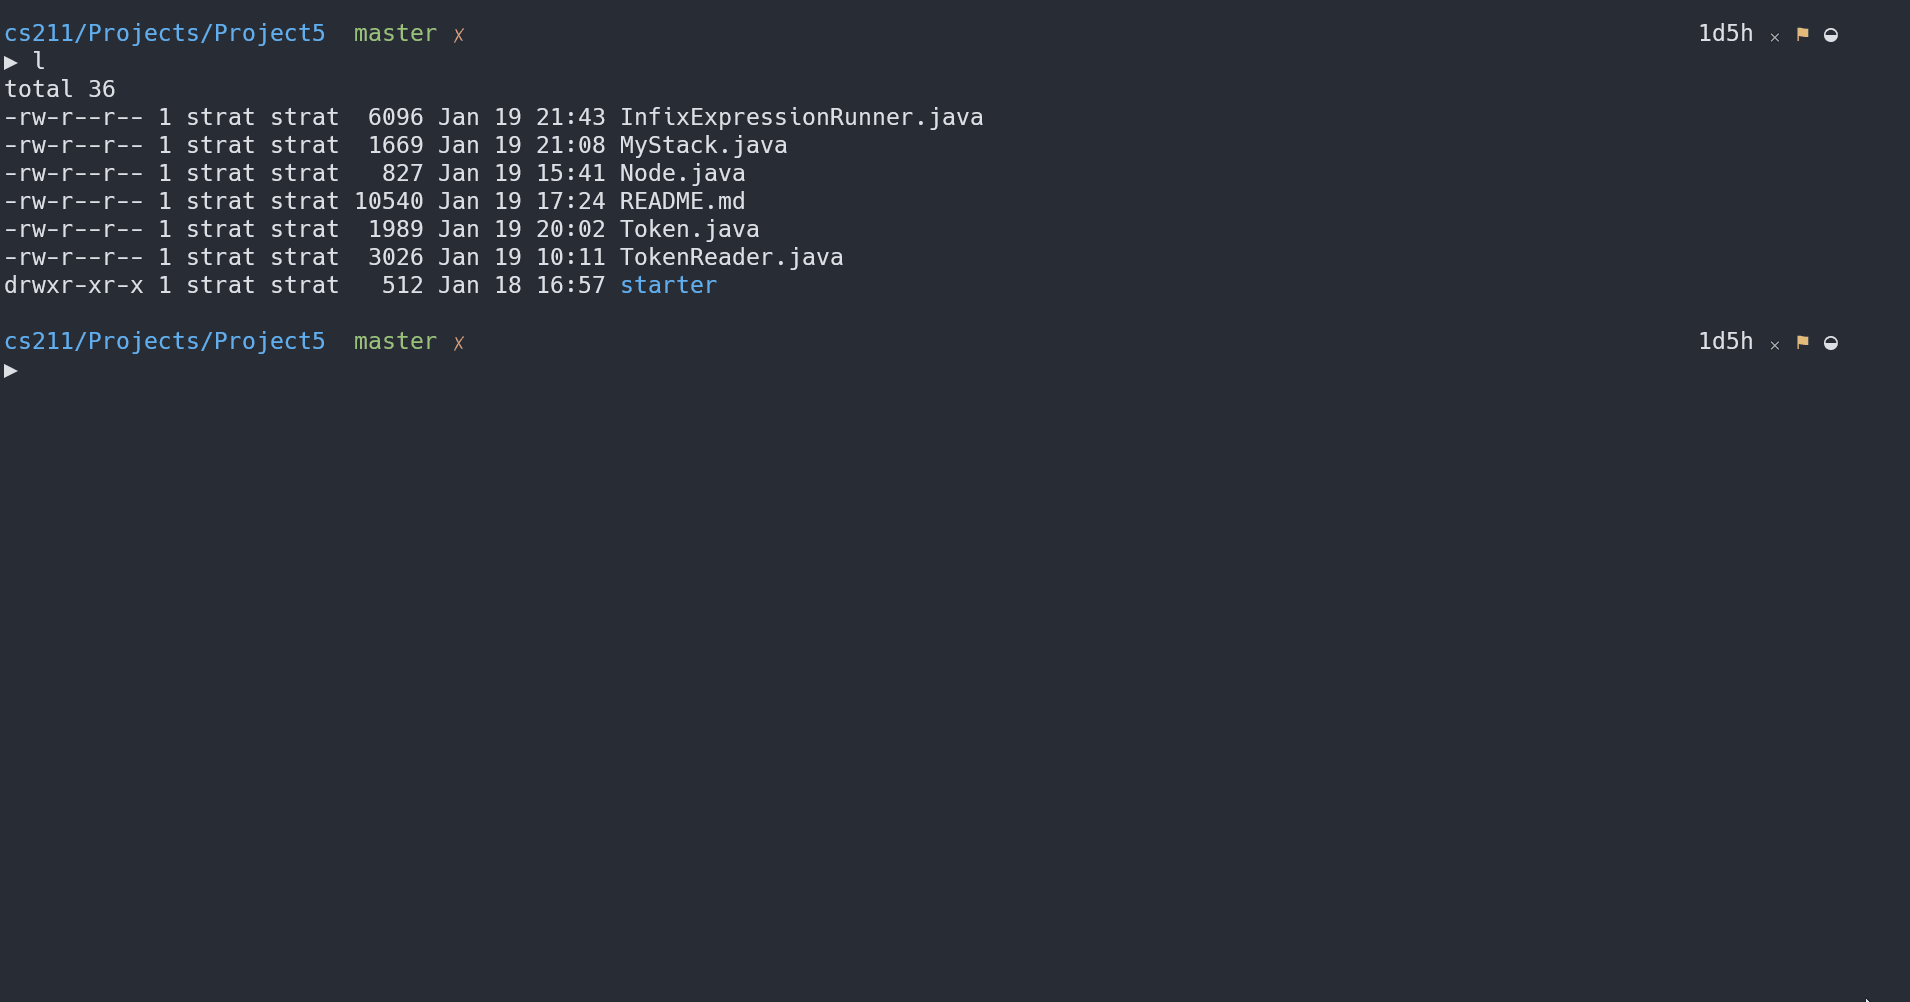 cs211/Projects/Project5  master ✗ 1d5h ✕ ⚑ ◒
▶ l
total 36
-rw-r--r-- 1 strat strat  6096 Jan 19 21:43 InfixExpressionRunner.java
-rw-r--r-- 1 strat strat  1669 Jan 19 21:08 MyStack.java
-rw-r--r-- 1 strat strat   827 Jan 19 15:41 Node.java
-rw-r--r-- 1 strat strat 10540 Jan 19 17:24 README.md
-rw-r--r-- 1 strat strat  1989 Jan 19 20:02 Token.java
-rw-r--r-- 1 strat strat  3026 Jan 19 10:11 TokenReader.java
drwxr-xr-x 1 strat strat   512 Jan 18 16:57 starter
cs211/Projects/Project5  master ✗ 1d5h ✕ ⚑ ◒
▶